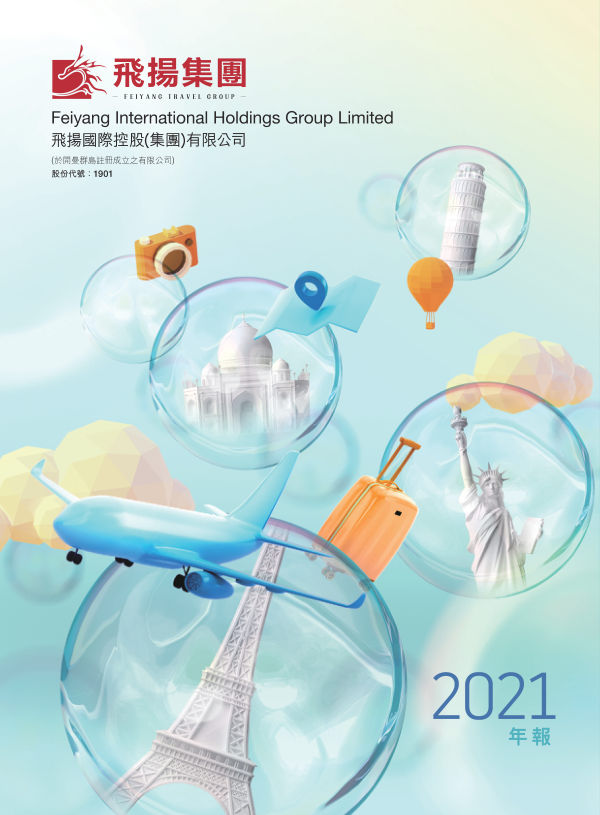 飛揚集團
– FEIYANG TRAVEL GROUP –
Feiyang International Holdings Group Limited
飛揚國際控股(集團)有限公司
(於開曼群島註冊成立之有限公司)
股份代號：1901
2021
年報